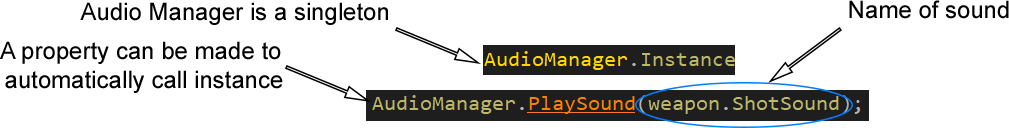 Audio Manager is a singleton
Name of sound
A property can be made to
automatically call instance
AudioManager.Instance
AudioManager.PlaySound(weapon.ShotSound);